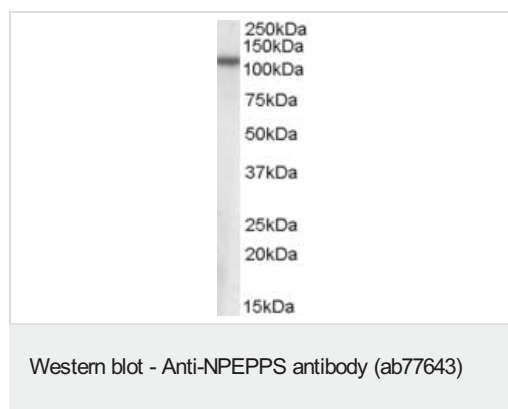 250kDa
150kDa
100kDa
75kDa
50kDa
37kDa
25kDa
20kDa
15kDa
Western blot - Anti-NPEPPS antibody (ab77643)